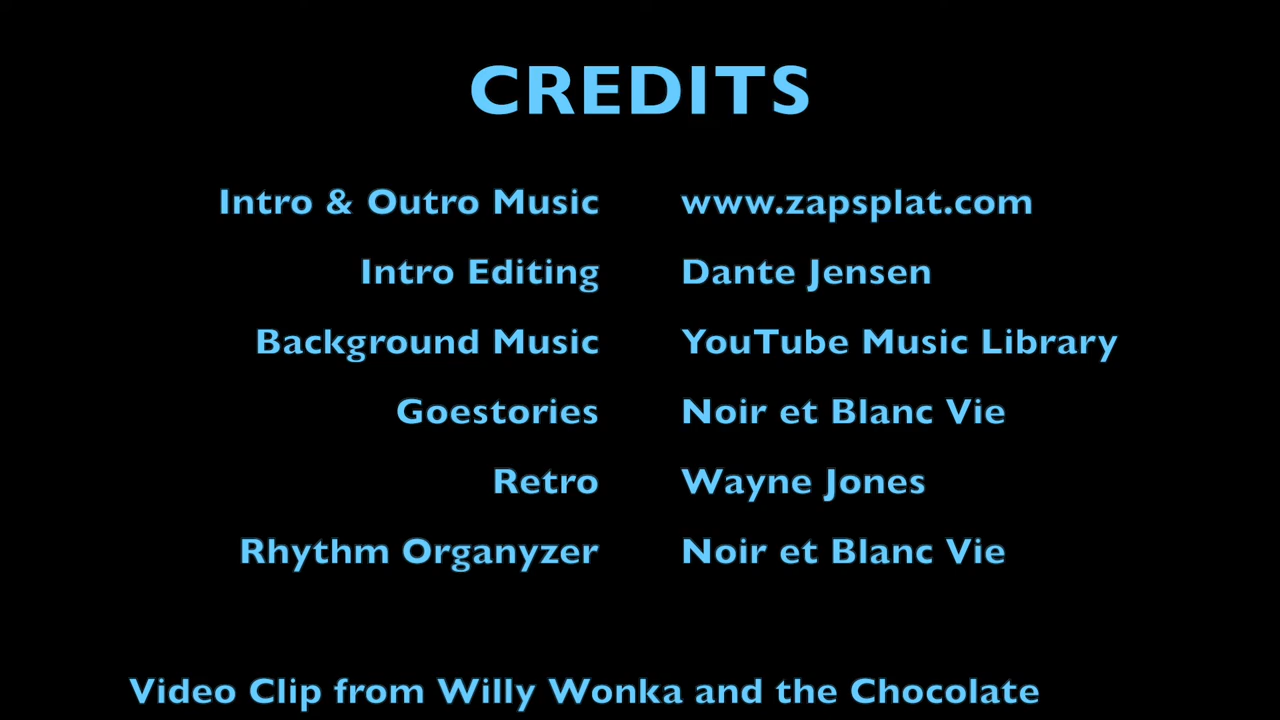 CREDITS
Intro & Outro Music www.zapsplat.com
Intro Editing Dante Jensen
Background Music YouTube Music Library
Goestories Noir et Blanc Vie
Retro Wayne Jones
Rhythm Organyzer Noir et Blanc Vie
Video Clip from Willy Wonka and the Chocolate